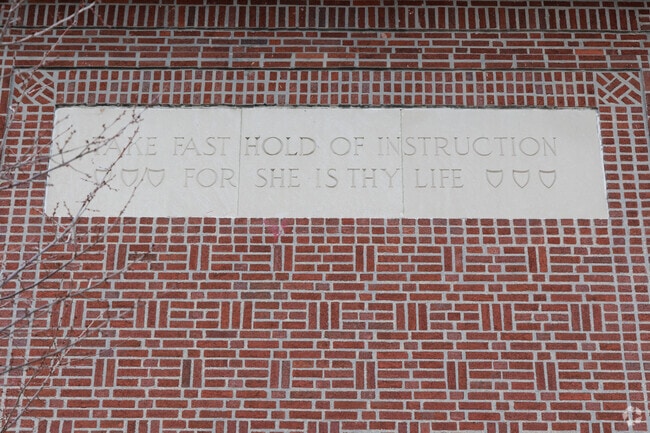 TAKE FAST HOLD OF INSTRUCTION
FOR SHE IS THY LIFE